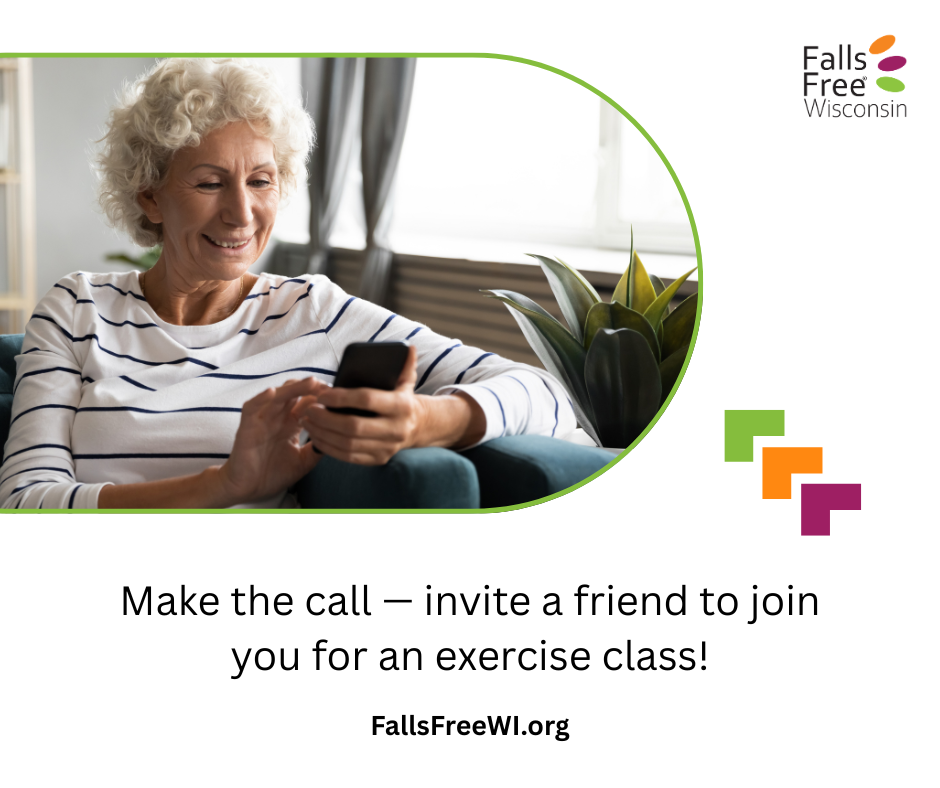 Falls
Free®
Wisconsin
Make the call — invite a friend to join
you for an exercise class!
FallsFreeWI.org